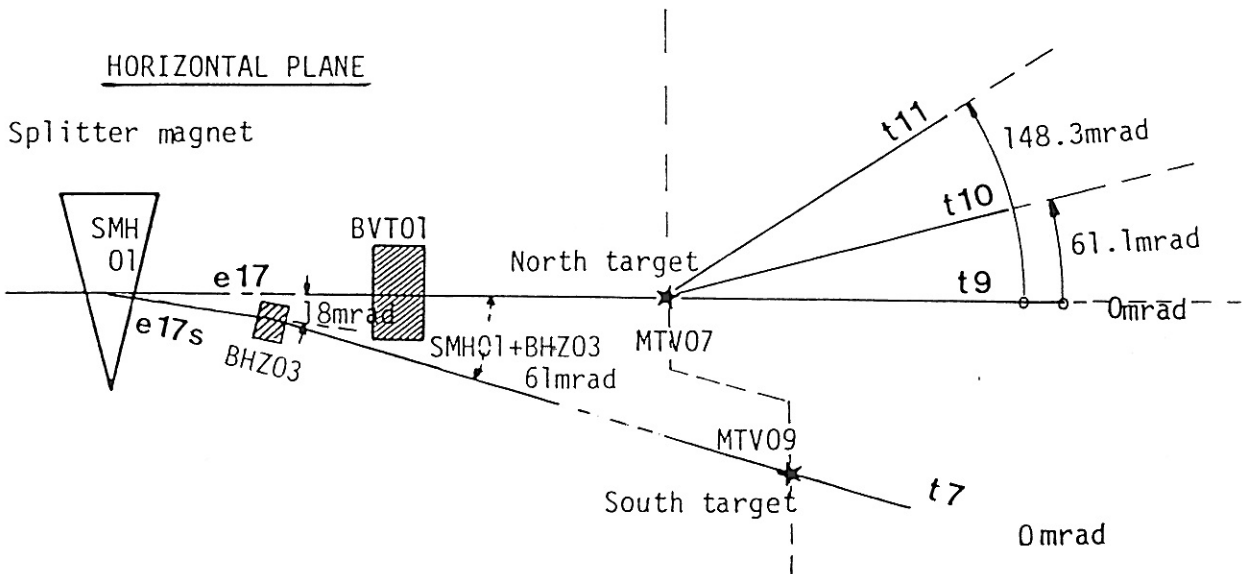 HORIZONTAL PLANE
Splitter magnet
SMH
01
e17
e17s
BHZ03
18mrad
BVT01
SMH01+BHZ03
61mrad
North target
MTV07
t11
148.3mrad
t10
61.1mrad
t9
0mrad
MTV09
South target
t7
0mrad